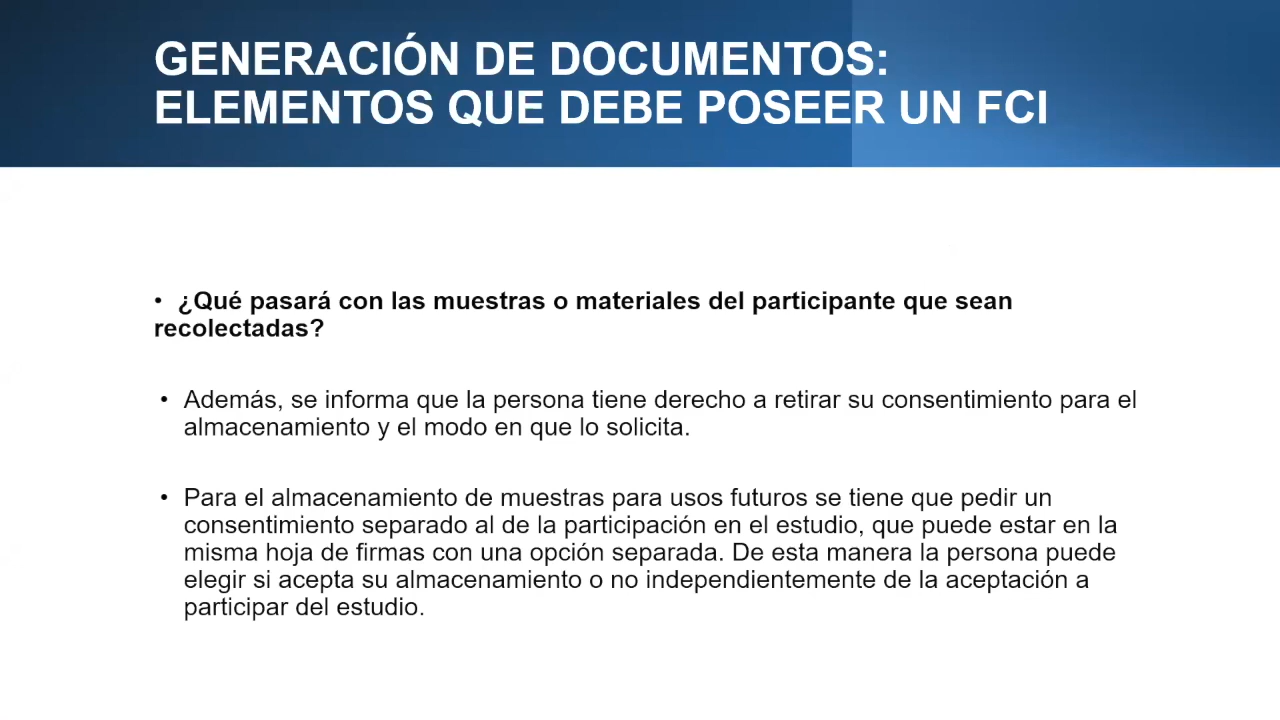 GENERACIÓN DE DOCUMENTOS:
ELEMENTOS QUE DEBE POSEER UN FCI
• ¿Qué pasará con las muestras o materiales del participante que sean
recolectadas?
• Además, se informa que la persona tiene derecho a retirar su consentimiento para el
almacenamiento y el modo en que lo solicita.
• Para el almacenamiento de muestras para usos futuros se tiene que pedir un
consentimiento separado al de la participación en el estudio, que puede estar en la
misma hoja de firmas con una opción separada. De esta manera la persona puede
elegir si acepta su almacenamiento o no independientemente de la aceptación a
participar del estudio.